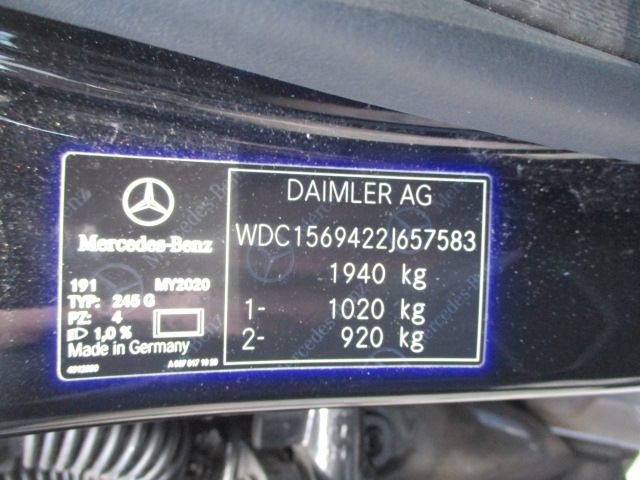 Mercedes-Benz
191 MY2020
TYP: 245 G
PZ: 4
1,0 %
Made in Germany
DAIMLER AG
WDC1569422J657583
1940 kg
1- 1020 kg
2- 920 kg